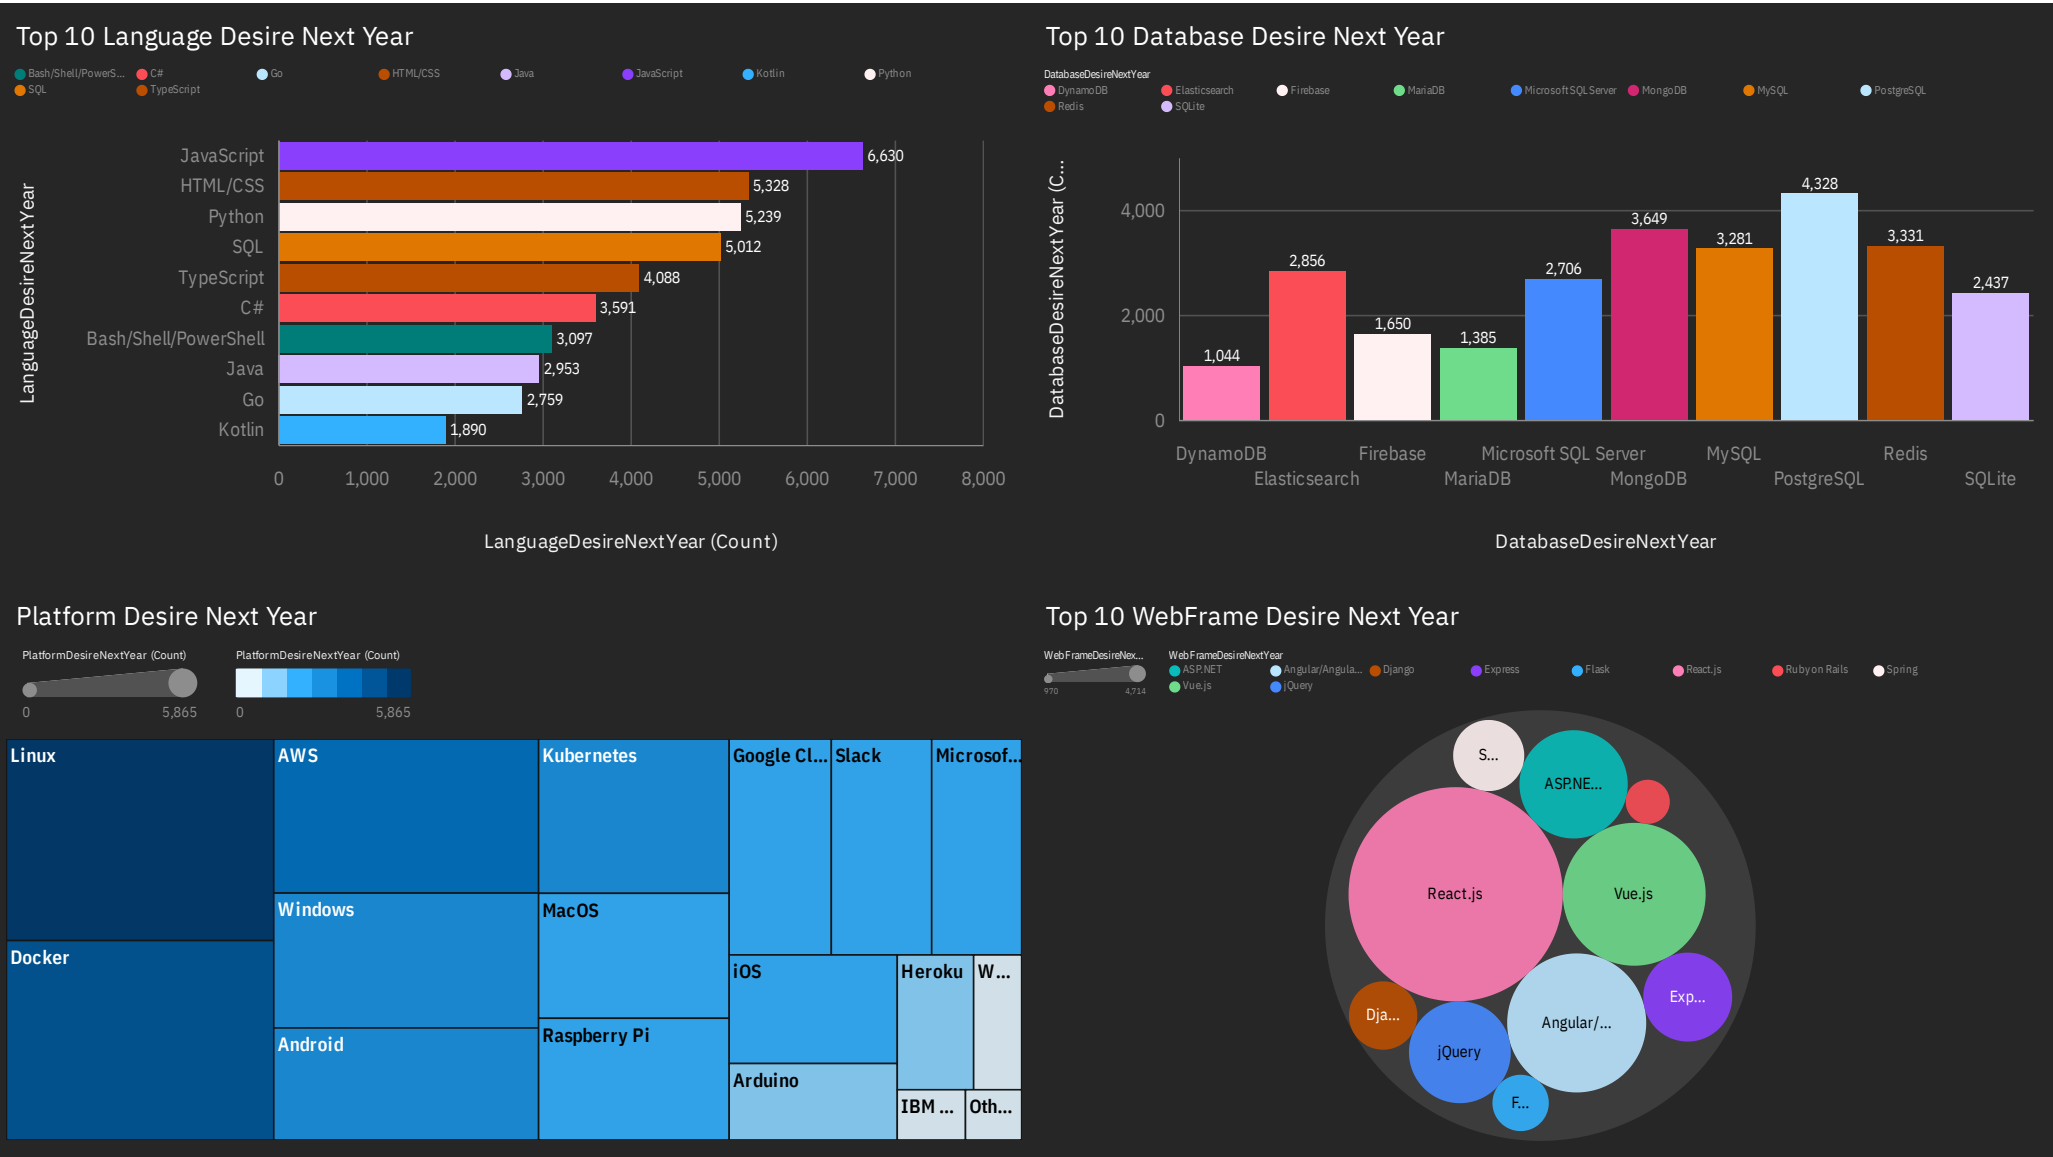 Top 10 Language Desire Next Year
Bash/Shell/PowerS... C# Go HTML/CSS Java JavaScript Kotlin Python
SQL TypeScript
LanguageDesireNextYear
JavaScript 6,630
HTML/CSS 5,328
Python 5,239
SQL 5,012
TypeScript 4,088
C# 3,591
Bash/Shell/PowerShell 3,097
Java 2,953
Go 2,759
Kotlin 1,890
0 1,000 2,000 3,000 4,000 5,000 6,000 7,000 8,000
LanguageDesireNextYear (Count)
Top 10 Database Desire Next Year
DatabaseDesireNextYear
DynamoDB Elasticsearch Firebase MariaDB Microsoft SQL Server MongoDB MySQL PostgreSQL
Redis SQLite
DatabaseDesireNextYear (C...
4,000
2,000
0
1,044 2,856 1,650 1,385 2,706 3,649 3,281 4,328 3,331 2,437
DynamoDB Firebase Microsoft SQL Server MySQL Redis
Elasticsearch MariaDB MongoDB PostgreSQL SQLite
DatabaseDesireNextYear
Platform Desire Next Year
PlatformDesireNextYear (Count) PlatformDesireNextYear (Count)
0 5,865 0 5,865
Linux AWS Kubernetes Google Cl... Slack Microsof...
Windows MacOS
Docker iOS Heroku W...
Android Raspberry Pi
Arduino IBM ... Oth...
Top 10 WebFrame Desire Next Year
WebFrameDesireNex... WebFrameDesireNextYear
970 4,714
ASP.NET Angular/Angula... Django Express Flask React.js Ruby on Rails Spring
Vue.js jQuery
S...
ASP.NE...
React.js Vue.js
Exp...
Dja... Angular/...
jQuery
F...